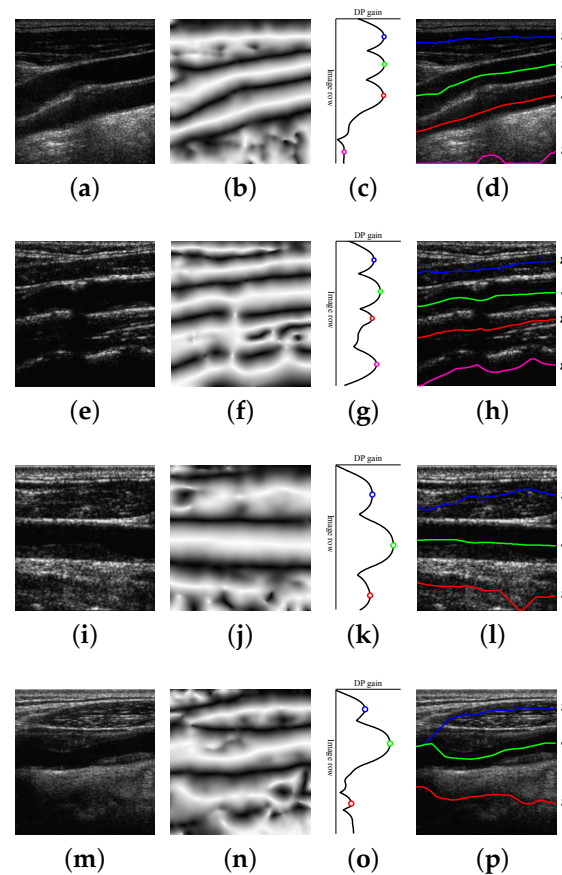 DP gain
Image row
(a) (b) (c) (d)
DP gain
Image row
(e) (f) (g) (h)
DP gain
Image row
(i) (j) (k) (l)
DP gain
Image row
(m) (n) (o) (p)